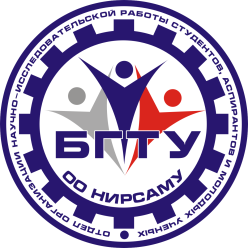 ОТДЕЛ ОРГАНИЗАЦИИ НАУЧНО-ИССЛЕДОВАТЕЛЬСКОЙ РАБОТЫ СТУДЕНТОВ, АСПИРАНТОВ И МОЛОДЫХ УЧЕНЫХ
БГТУ
ОО НИРСАМУ